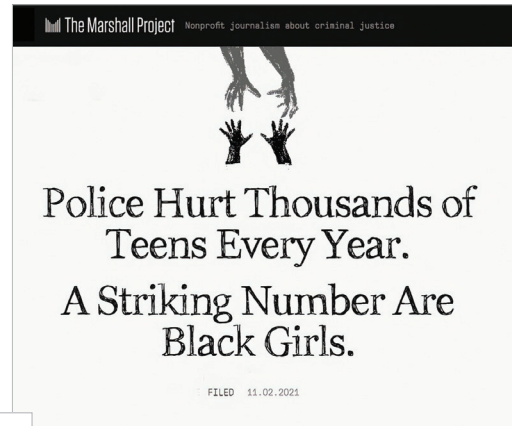 The Marshall Project Nonprofit journalism about criminal justice
Police Hurt Thousands of
Teens Every Year.
A Striking Number Are
Black Girls.
FILED 11.02.2021